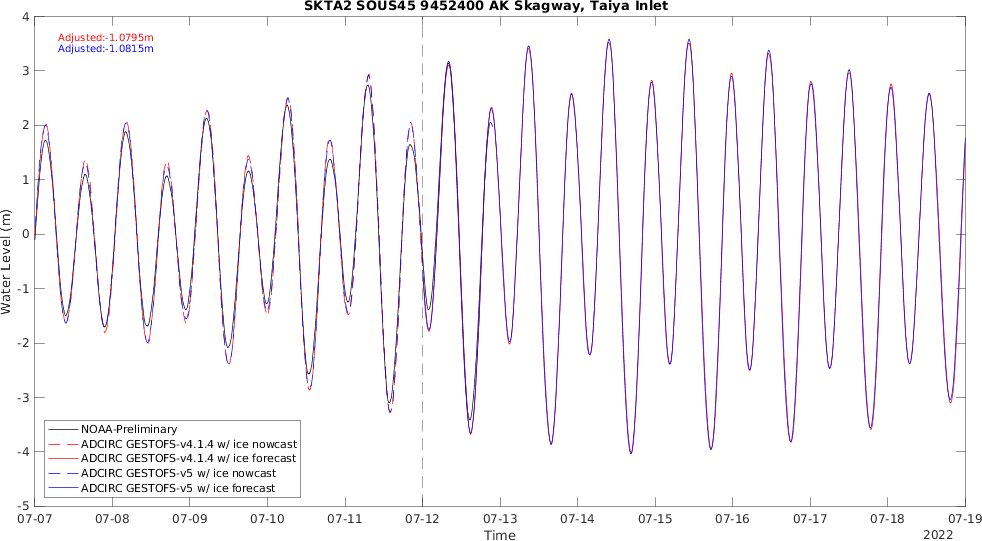 SKTA2 SOUS45 9452400 AK Skagway, Taiya Inlet
Adjusted:-1.0795m
Adjusted:-1.0815m
4
3
2
1
0
-1
-2
-3
-4
-5
Water Level (m)
NOAA-Preliminary
ADCIRC GESTOFS-v4.1.4 w/ ice nowcast
ADCIRC GESTOFS-v4.1.4 w/ ice forecast
ADCIRC GESTOFS-v5 w/ ice nowcast
ADCIRC GESTOFS-v5 w/ ice forecast
07-07 07-08 07-09 07-10 07-11 07-12 07-13 07-14 07-15 07-16 07-17 07-18 07-19
Time
2022